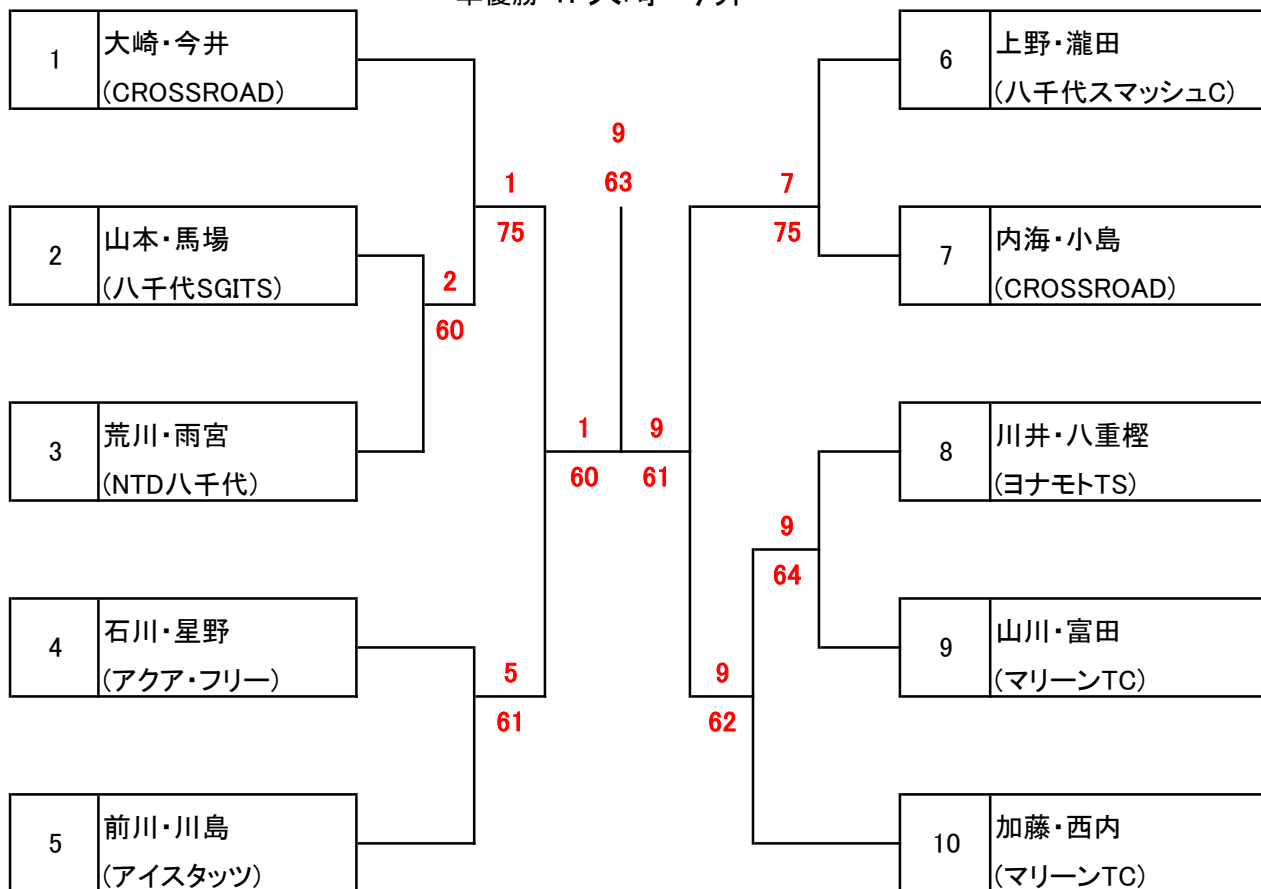 1
大崎・今井
(CROSSROAD)
2
山本・馬場
(八千代SGITS)
3
荒川・雨宮
(NTD八千代)
4
石川・星野
(アクア・フリー)
5
前川・川島
(アイスタッツ)
1
75
2
60
5
61
1
60
9
63
9
61
7
75
9
64
9
62
6
上野・瀧田
(八千代スマッシュC)
7
内海・小島
(CROSSROAD)
8
川井・八重樫
(ヨナモトTS)
9
山川・富田
(マリーンTC)
10
加藤・西内
(マリーンTC)